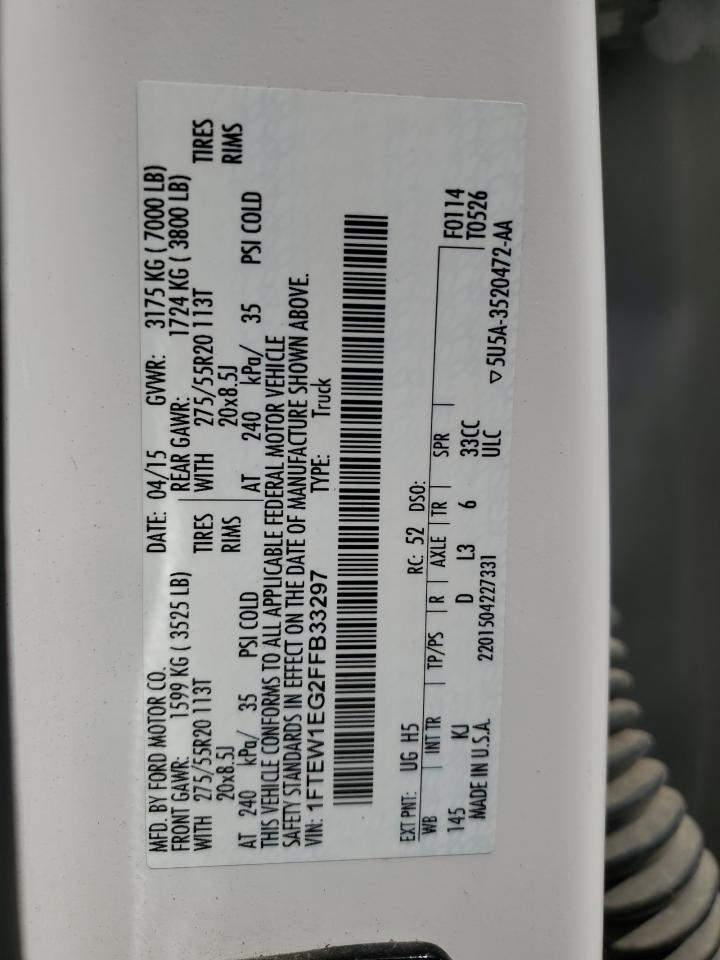 MFD. BY FORD MOTOR CO. DATE: 04/15 GVWR: 3175 KG ( 7000 LB)
FRONT GAWR: 1599 KG ( 3525 LB) REAR GAWR: 1724 KG ( 3800 LB)
WITH 275/55R20 113T TIRES WITH 275/55R20 113T TIRES
20x8.5J RIMS 20x8.5J RIMS
AT 240 kPa/ 35 PSI COLD AT 240 kPa/ 35 PSI COLD
THIS VEHICLE CONFORMS TO ALL APPLICABLE FEDERAL MOTOR VEHICLE
SAFETY STANDARDS IN EFFECT ON THE DATE OF MANUFACTURE SHOWN ABOVE.
VIN: 1FTEW1EG2FFB33297 TYPE: Truck
EXT PNT: UG H5 RC: 52 DSO: F0114
WB | INT TR | TP/PS | R | AXLE | TR | SPR T0526
145 KJ D L3 6 33CC
MADE IN U.S.A. 2201504227331 ULC ▽ 5U5A-3520472-AA